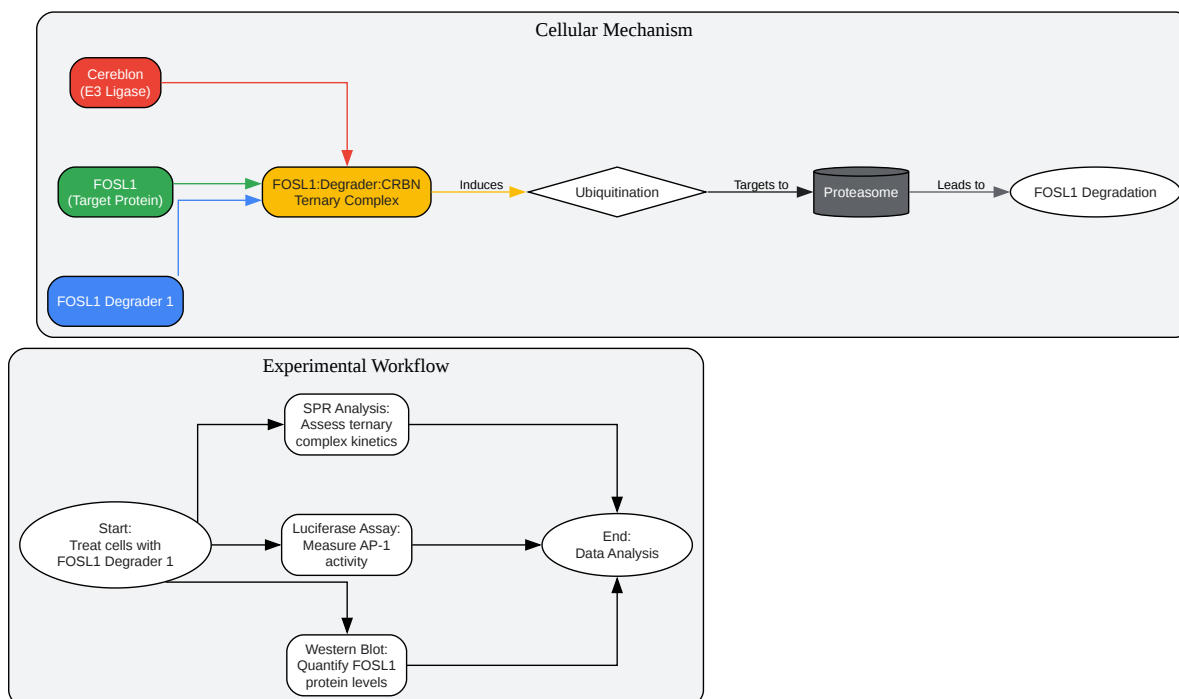 Cellular Mechanism
Cereblon
(E3 Ligase)
FOSL1
(Target Protein)
FOSL1 Degrader 1
FOSL1:Degrader:CRBN
Ternary Complex
Induces
Ubiquitination
Targets to
Proteasome
Leads to
FOSL1 Degradation
Experimental Workflow
Start:
Treat cells with
FOSL1 Degrader 1
SPR Analysis:
Assess ternary
complex kinetics
Luciferase Assay:
Measure AP-1
activity
Western Blot:
Quantify FOSL1
protein levels
End:
Data Analysis